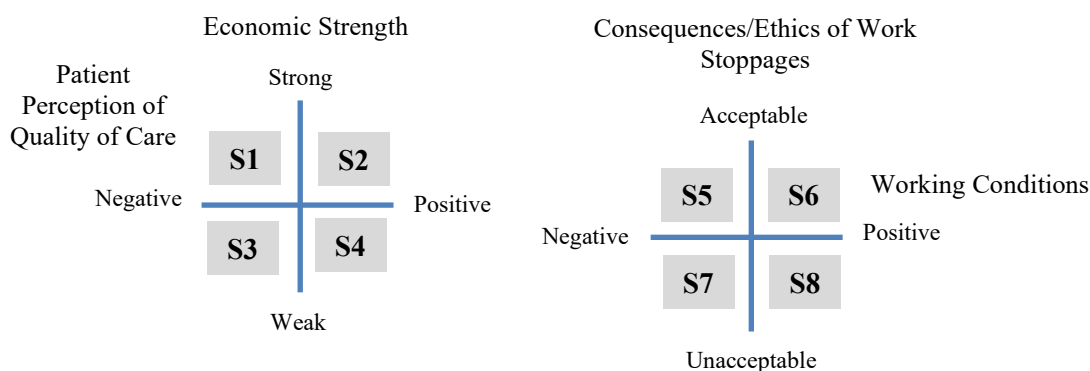 Economic Strength
Strong
Patient
Perception of
Quality of Care
S1
S2
Negative
Positive
S3
S4
Weak
Consequences/Ethics of Work
Stoppages
Acceptable
S5
S6
Working Conditions
Negative
Positive
S7
S8
Unacceptable